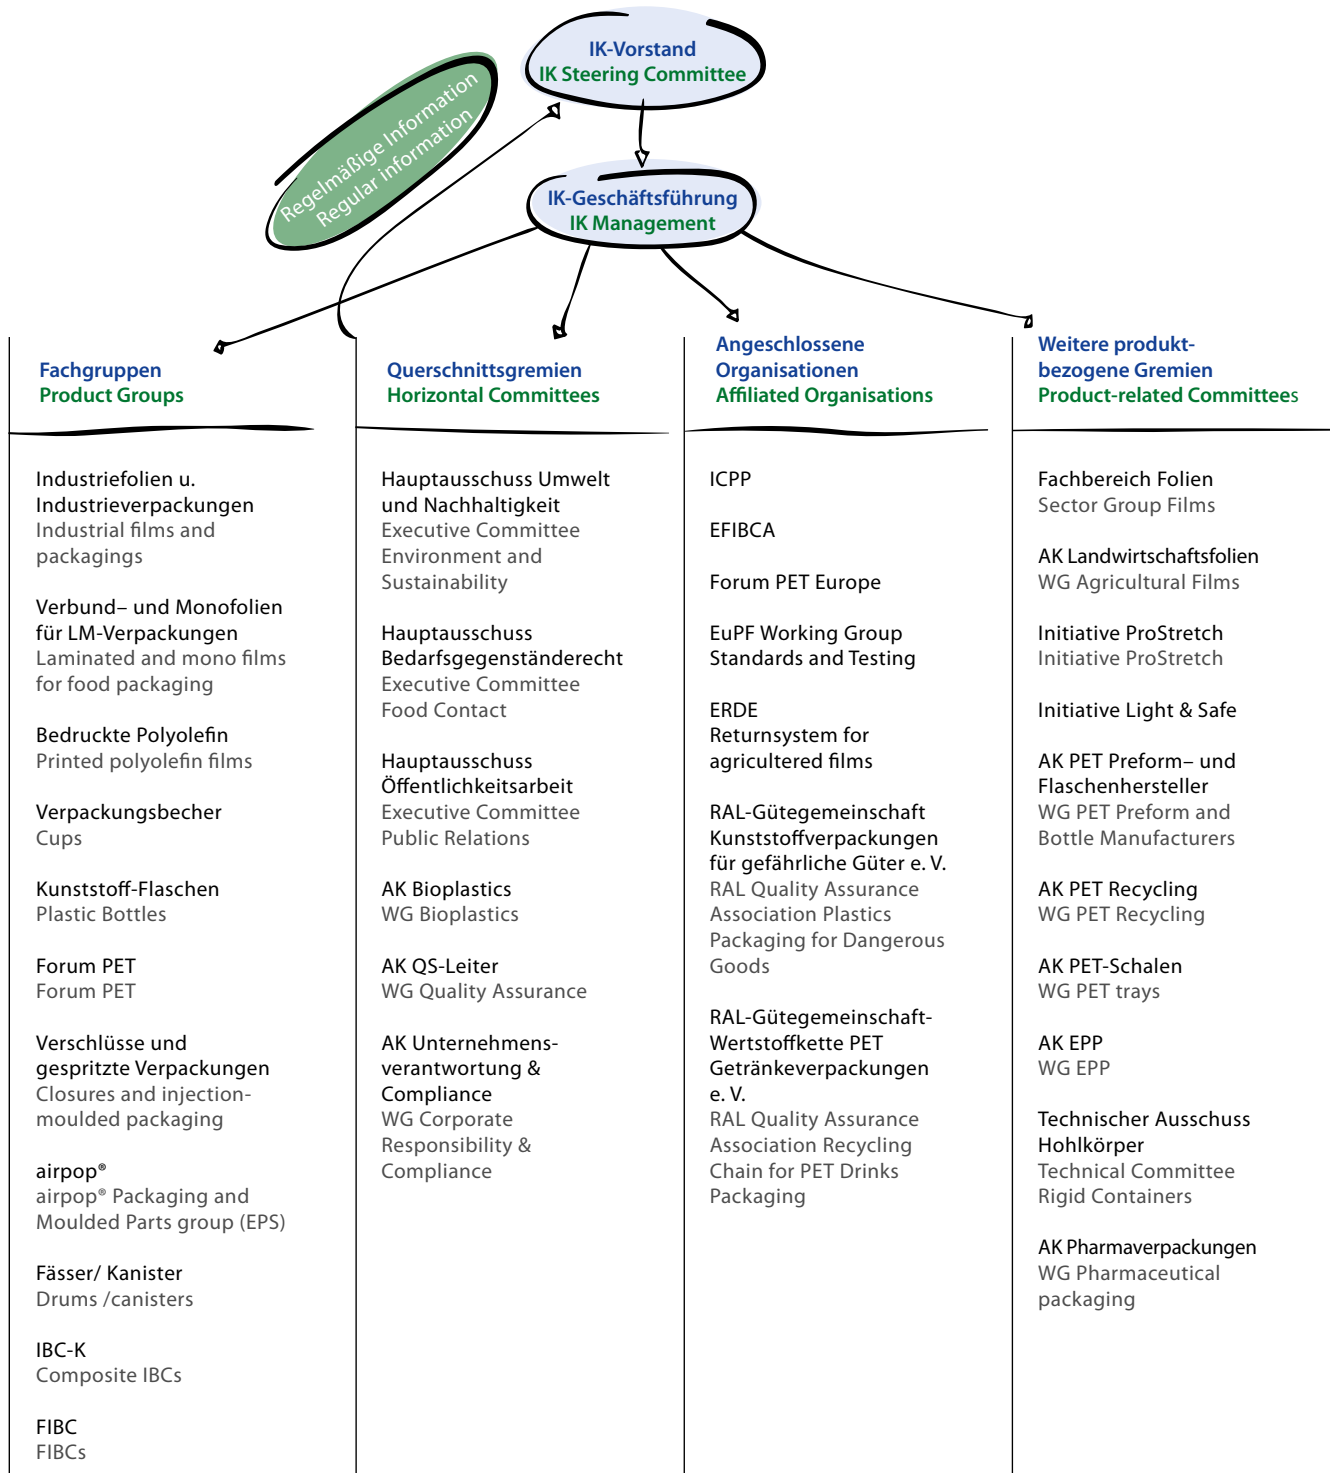 IK-Vorstand
IK Steering Committee
Regelmäßige Information
Regular information
IK-Geschäftsführung
IK Management
Fachgruppen
Product Groups
Industriefolien u.
Industrieverpackungen
Industrial films and
packagings
Verbund– und Monofolien
für LM-Verpackungen
Laminated and mono films
for food packaging
Bedruckte Polyolefin
Printed polyolefin films
Verpackungsbecher
Cups
Kunststoff-Flaschen
Plastic Bottles
Forum PET
Forum PET
Verschlüsse und
gespritzte Verpackungen
Closures and injection-
moulded packaging
airpop®
airpop® Packaging and
Moulded Parts group (EPS)
Fässer/ Kanister
Drums /canisters
IBC-K
Composite IBCs
FIBC
FIBCs
Querschnittsgremien
Horizontal Committees
Hauptausschuss Umwelt
und Nachhaltigkeit
Executive Committee
Environment and
Sustainability
Hauptausschuss
Bedarfsgegenständerecht
Executive Committee
Food Contact
Hauptausschuss
Öffentlichkeitsarbeit
Executive Committee
Public Relations
AK Bioplastics
WG Bioplastics
AK QS-Leiter
WG Quality Assurance
AK Unternehmens-
verantwortung &
Compliance
WG Corporate
Responsibility &
Compliance
Angeschlossene
Organisationen
Affiliated Organisations
ICPP
EFIBCA
Forum PET Europe
EuPF Working Group
Standards and Testing
ERDE
Returnsystem for
agricultered films
RAL-Gütegemeinschaft
Kunststoffverpackungen
für gefährliche Güter e. V.
RAL Quality Assurance
Association Plastics
Packaging for Dangerous
Goods
RAL-Gütegemeinschaft-
Wertstoffkette PET
Getränkeverpackungen
e. V.
RAL Quality Assurance
Association Recycling
Chain for PET Drinks
Packaging
Weitere produkt-
bezogene Gremien
Product-related Committees
Fachbereich Folien
Sector Group Films
AK Landwirtschaftsfolien
WG Agricultural Films
Initiative ProStretch
Initiative ProStretch
Initiative Light & Safe
AK PET Preform– und
Flaschenhersteller
WG PET Preform and
Bottle Manufacturers
AK PET Recycling
WG PET Recycling
AK PET-Schalen
WG PET trays
AK EPP
WG EPP
Technischer Ausschuss
Hohlkörper
Technical Committee
Rigid Containers
AK Pharmaverpackungen
WG Pharmaceutical
packaging